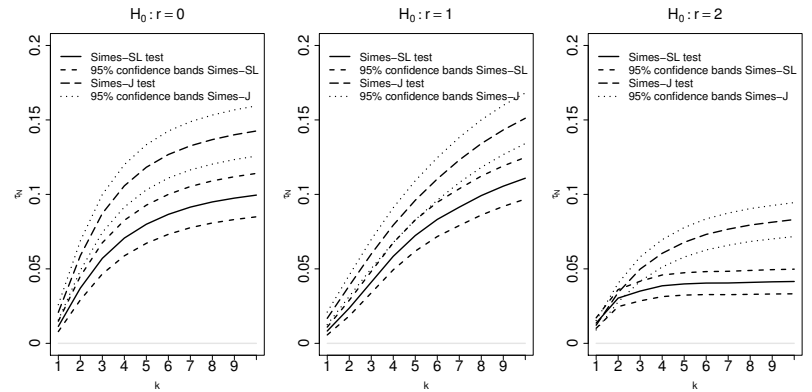 H0 : r = 0
0.2
0.15
0.1
0.05
0
τN
Simes−SL test
95% confidence bands Simes−SL
Simes−J test
95% confidence bands Simes−J
1 2 3 4 5 6 7 8 9
k
H0 : r = 1
0.2
0.15
0.1
0.05
0
τN
Simes−SL test
95% confidence bands Simes−SL
Simes−J test
95% confidence bands Simes−J
1 2 3 4 5 6 7 8 9
k
H0 : r = 2
0.2
0.15
0.1
0.05
0
τN
Simes−SL test
95% confidence bands Simes−SL
Simes−J test
95% confidence bands Simes−J
1 2 3 4 5 6 7 8 9
k